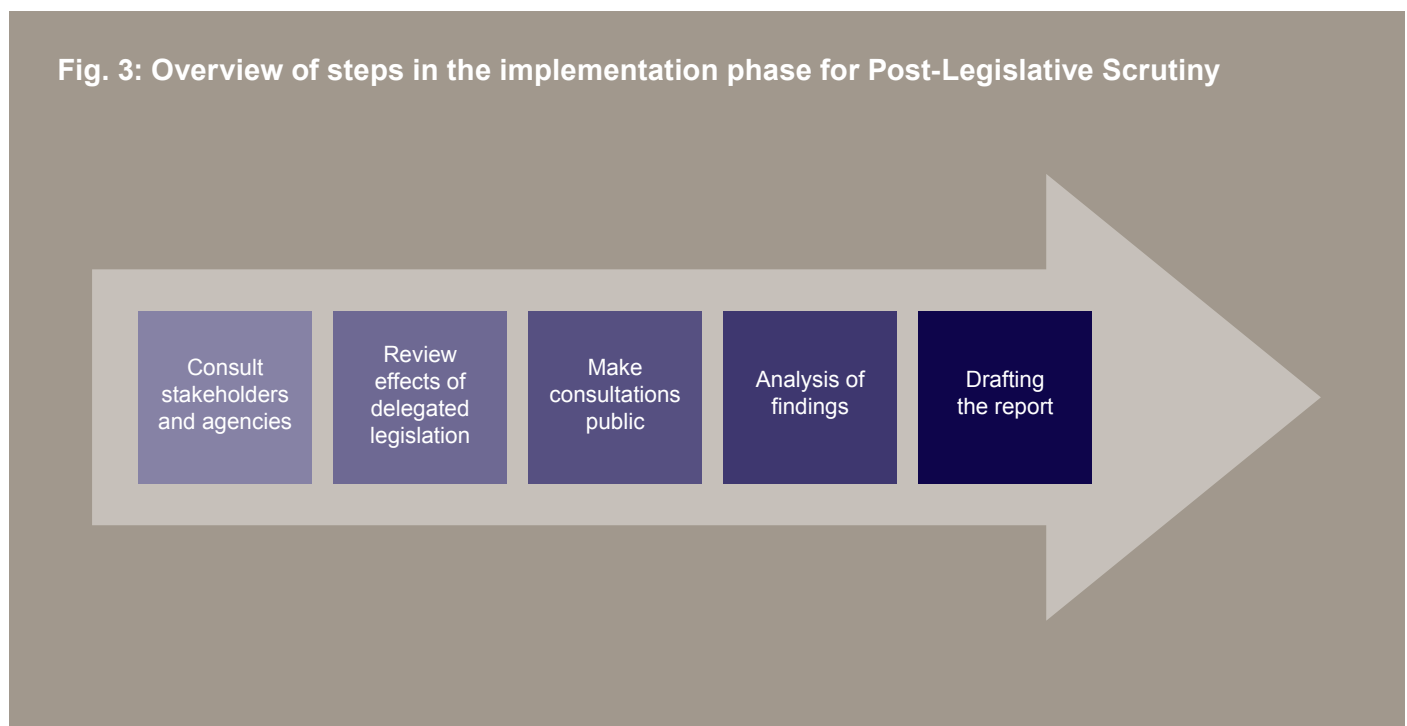 Fig. 3: Overview of steps in the implementation phase for Post-Legislative Scrutiny
Consult
stakeholders
and agencies
Review
effects of
delegated
legislation
Make
consultations
public
Analysis of
findings
Drafting
the report